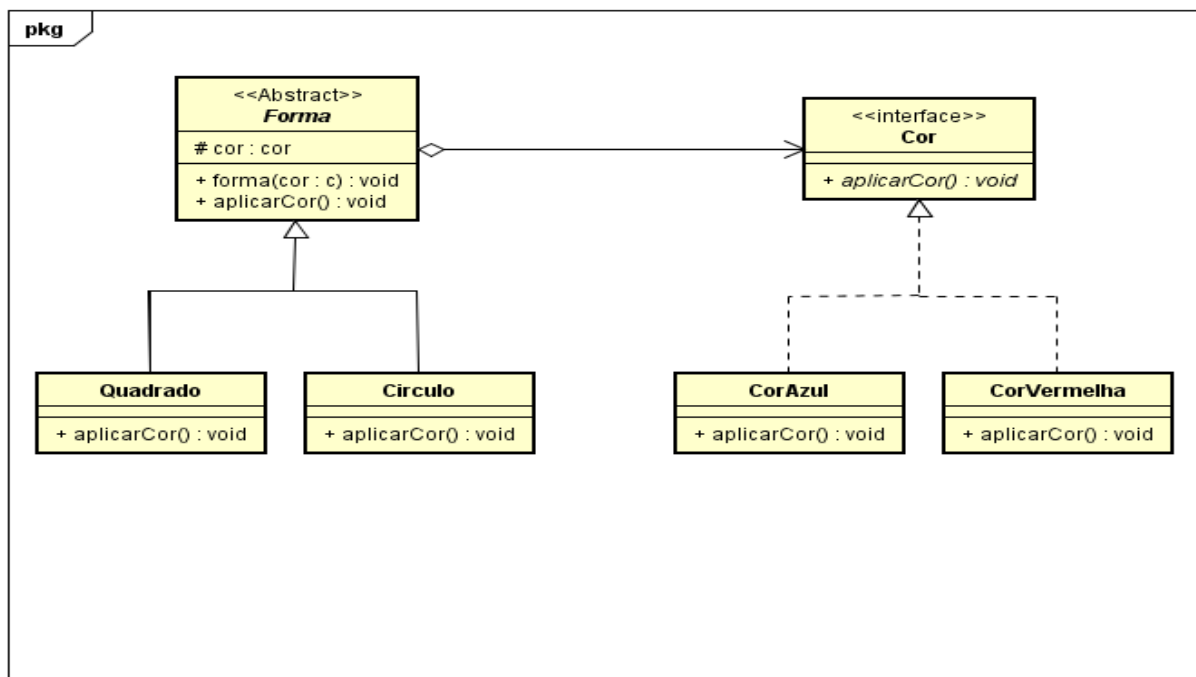 pkg
<<Abstract>>
Forma
# cor : cor
+ forma(cor : c) : void
+ aplicarCor() : void
<<interface>>
Cor
+ aplicarCor() : void
Quadrado
+ aplicarCor() : void
Circulo
+ aplicarCor() : void
CorAzul
+ aplicarCor() : void
CorVermelha
+ aplicarCor() : void